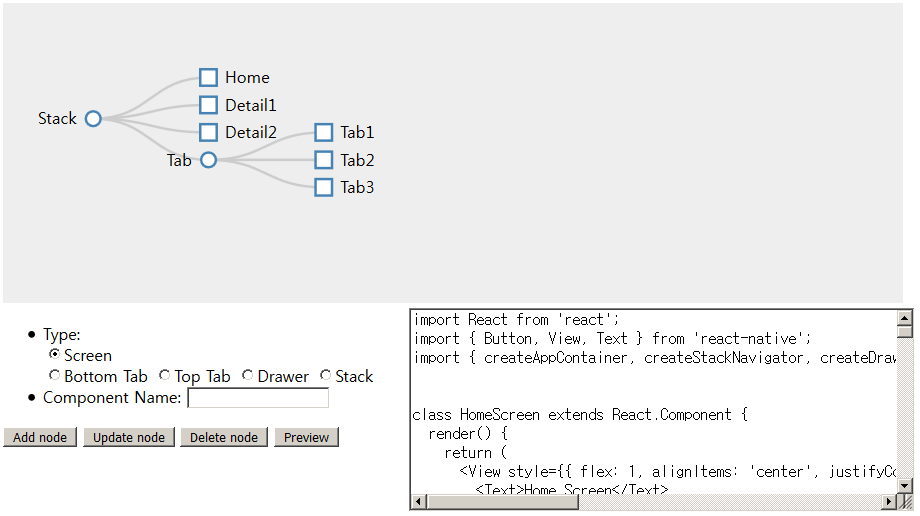 Home
Stack
Detail1
Detail2
Tab1
Tab
Tab2
Tab3
Type:
Screen
Bottom Tab Top Tab Drawer Stack
Component Name:
Add node Update node Delete node Preview
import React from 'react';
import { Button, View, Text } from 'react-native';
import { createAppContainer, createStackNavigator, createDraw
class HomeScreen extends React.Component {
render() {
return (
<View style={{ flex: 1, alignItems: 'center', justifyCo
<Text>Home Screen</Text>